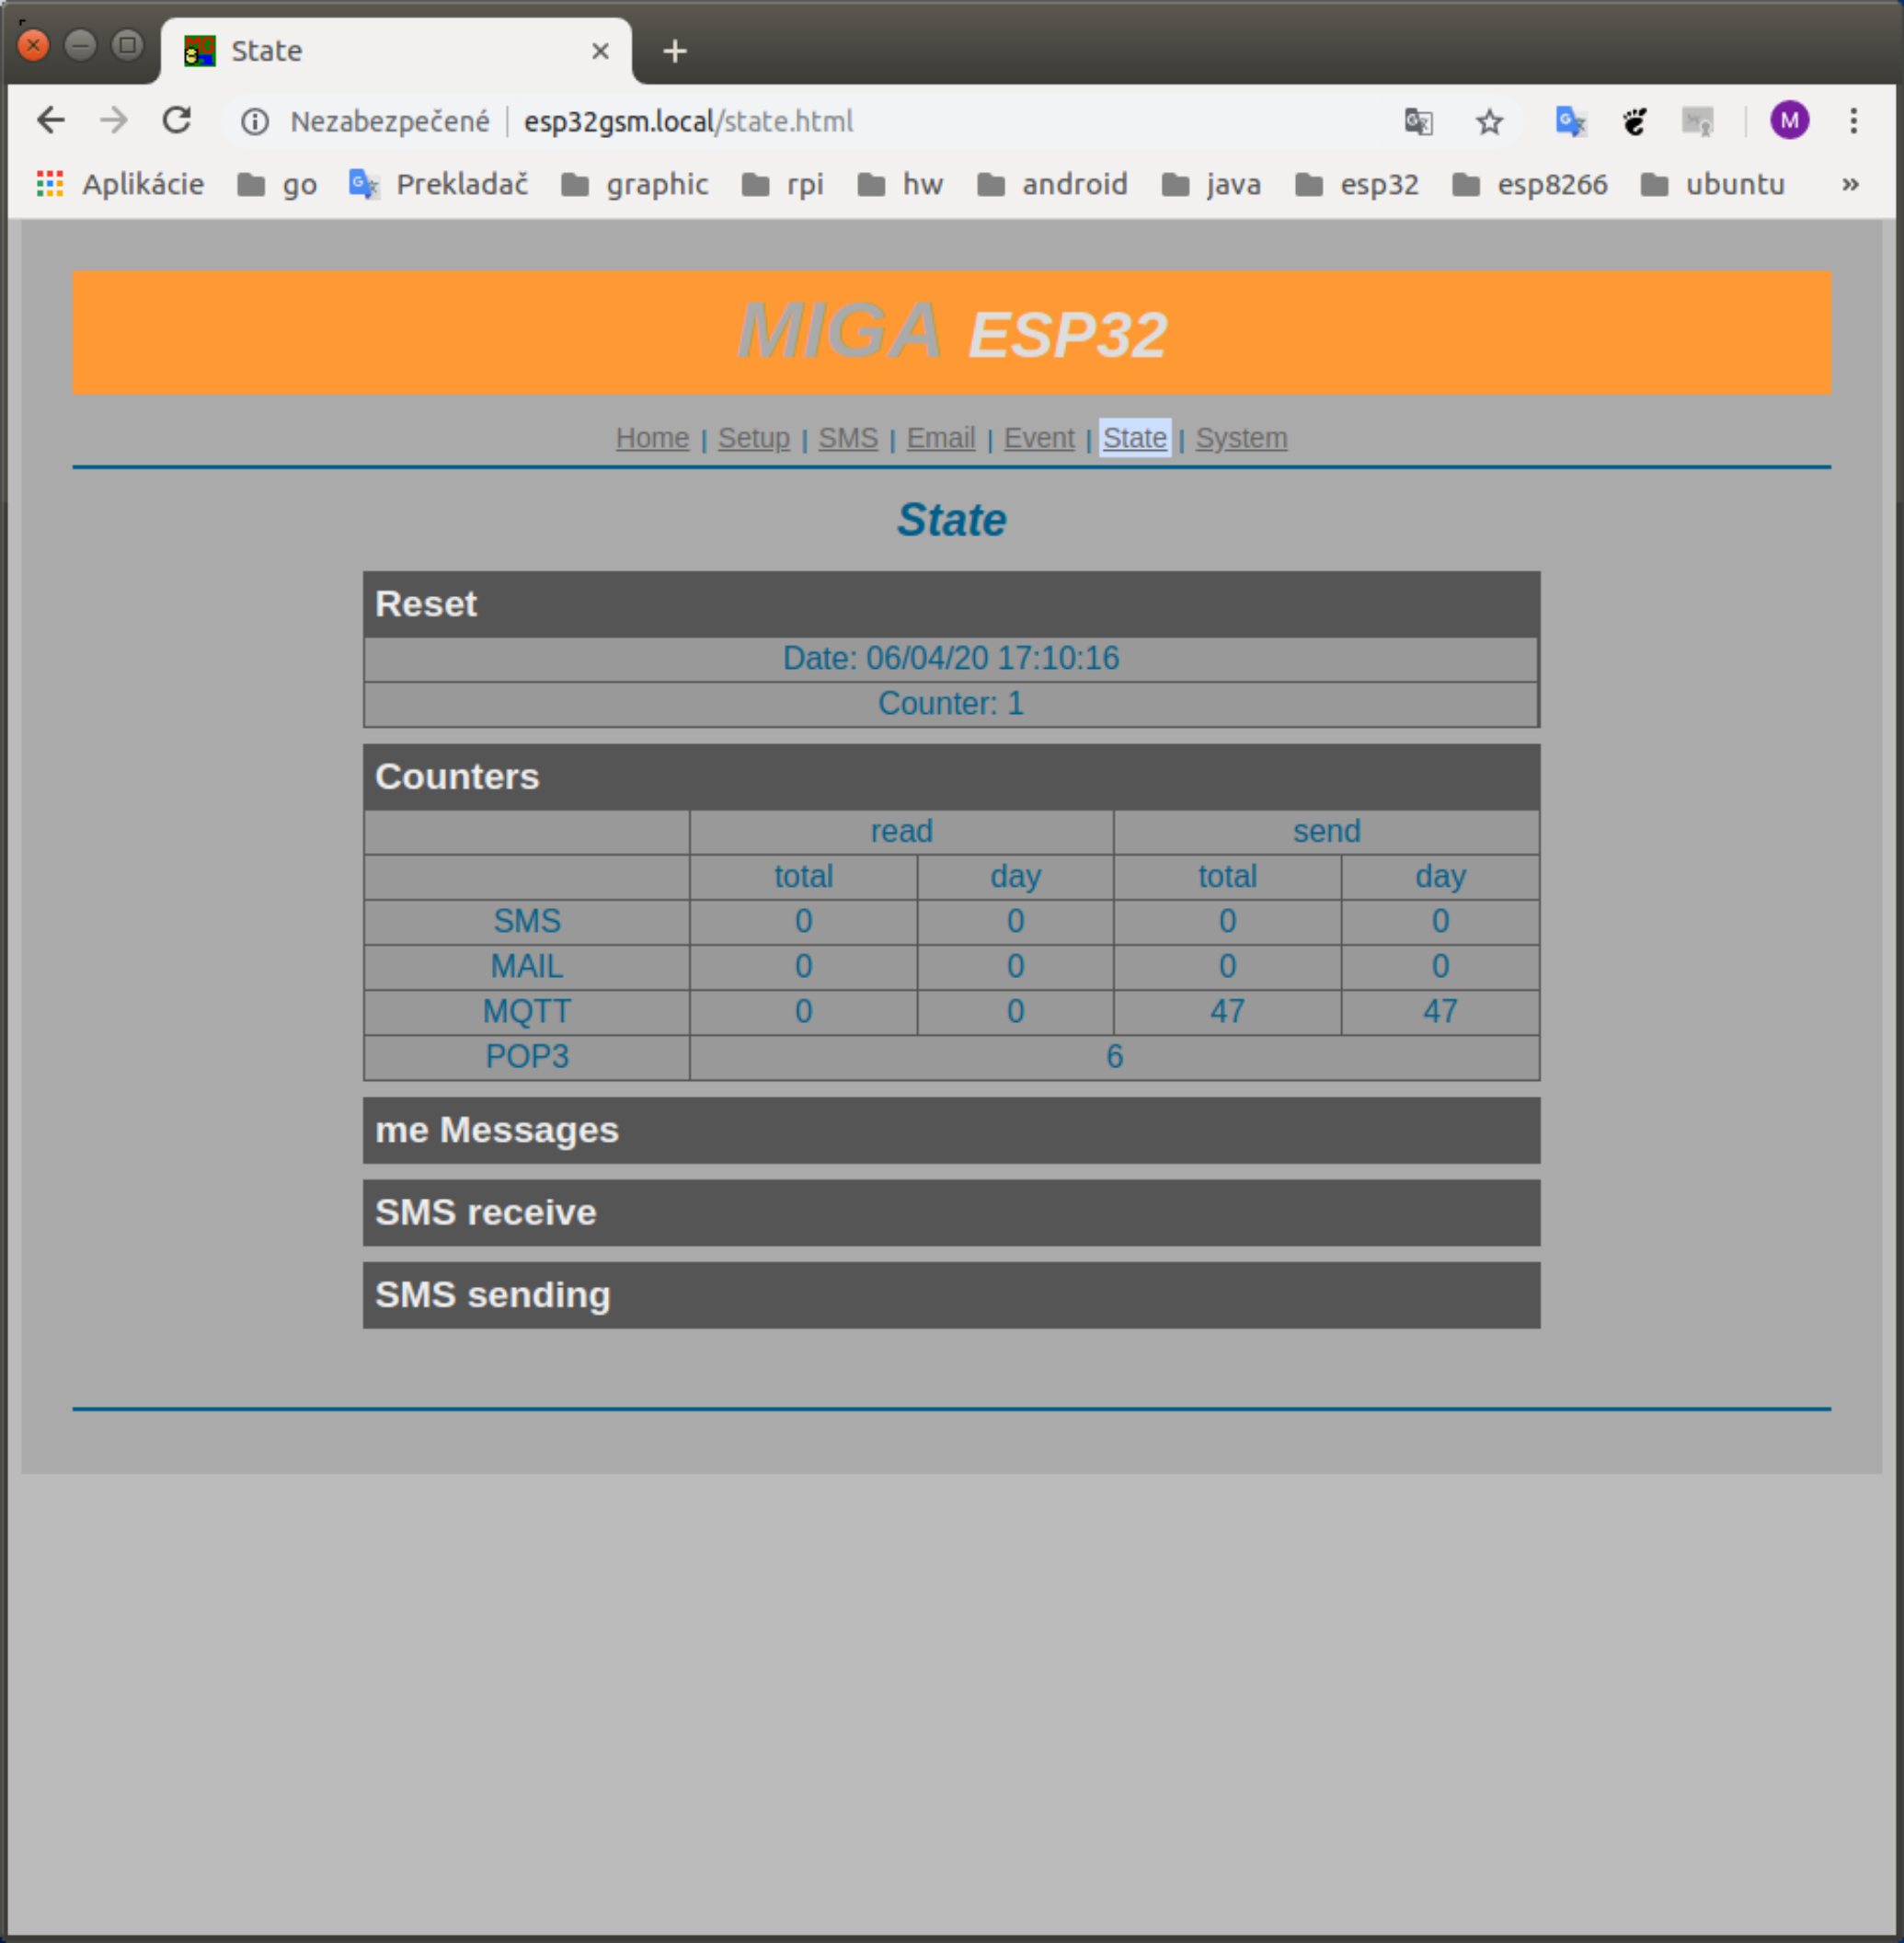 State
Nezabezpečené esp32gsm.local/state.html
M
Aplikácie go Prekladač graphic rpi hw android java esp32 esp8266 ubuntu »
MIGA ESP32
Home | Setup | SMS | Email | Event | State | System
State
Reset
Date: 06/04/20 17:10:16
Counter: 1
Counters
read send
total day total day
SMS 0 0 0 0
MAIL 0 0 0 0
MQTT 0 0 47 47
POP3 6
me Messages
SMS receive
SMS sending